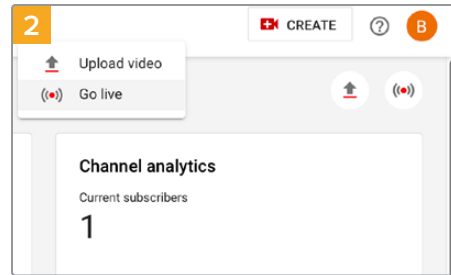 2
CREATE
B
Upload video
Go live
Channel analytics
Current subscribers
1